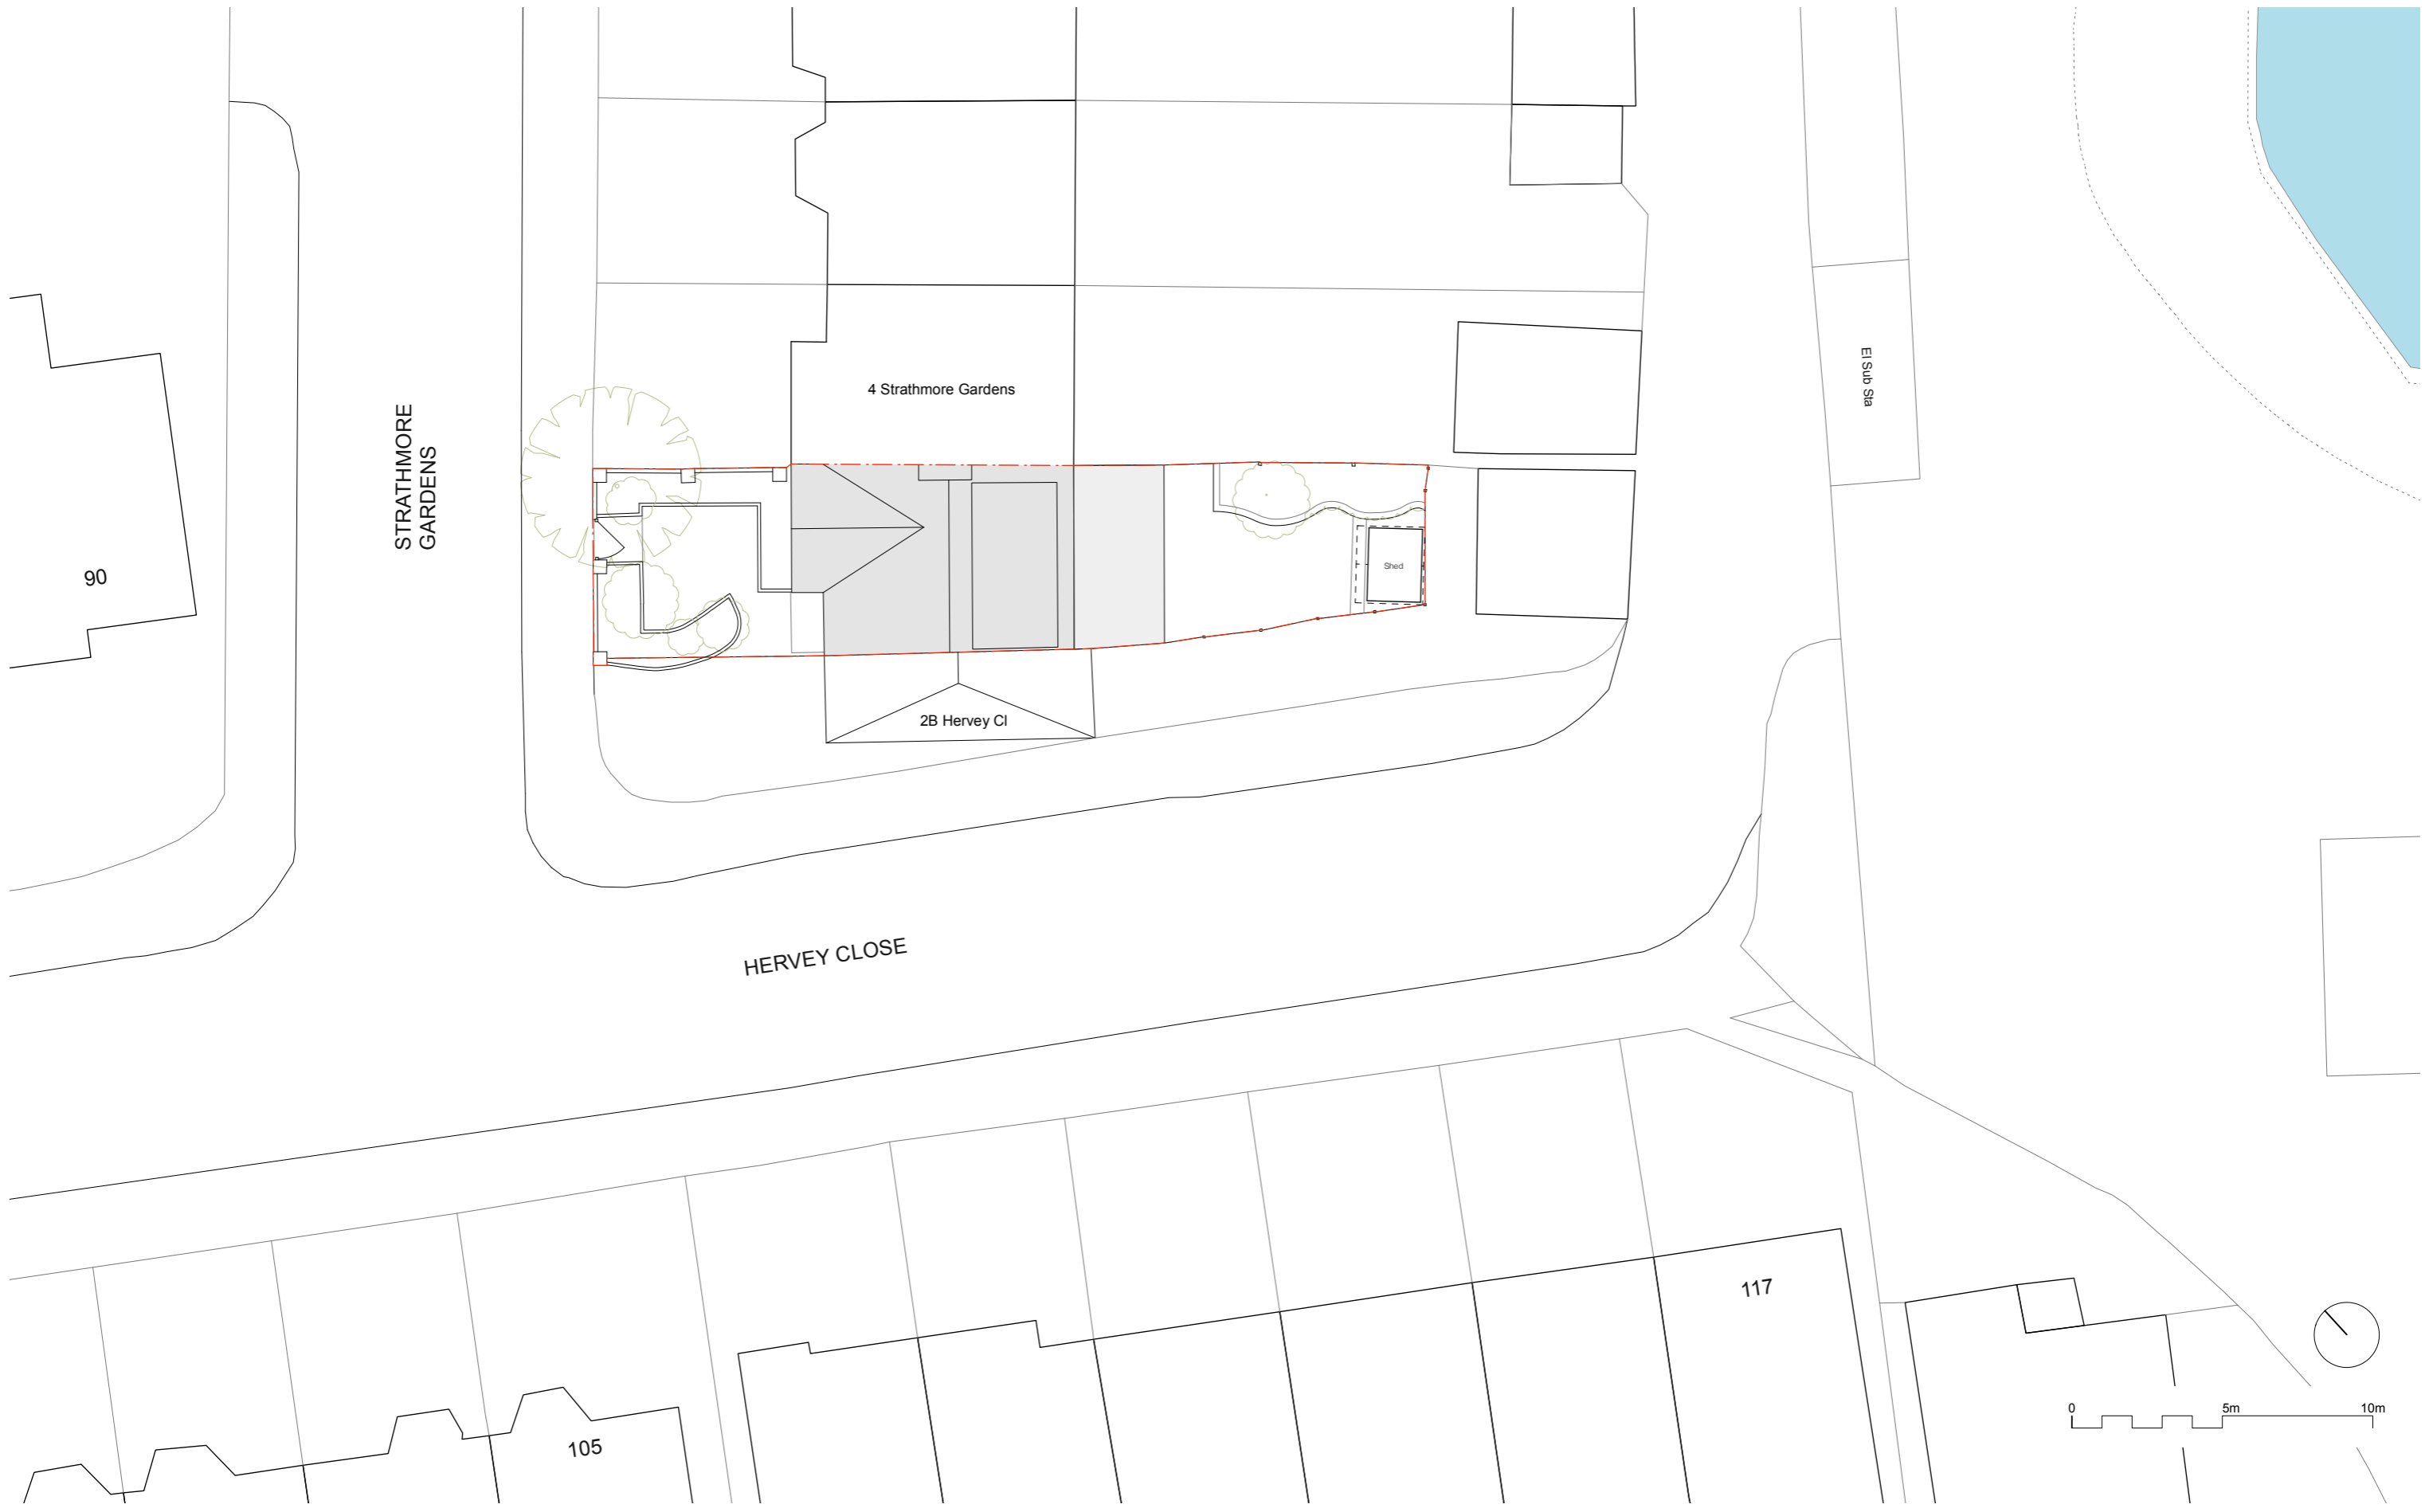 El Sub Sta
4 Strathmore Gardens
STRATHMORE
GARDENS
90
Shed
2B Hervey Cl
HERVEY CLOSE
117
0 5m 10m
105